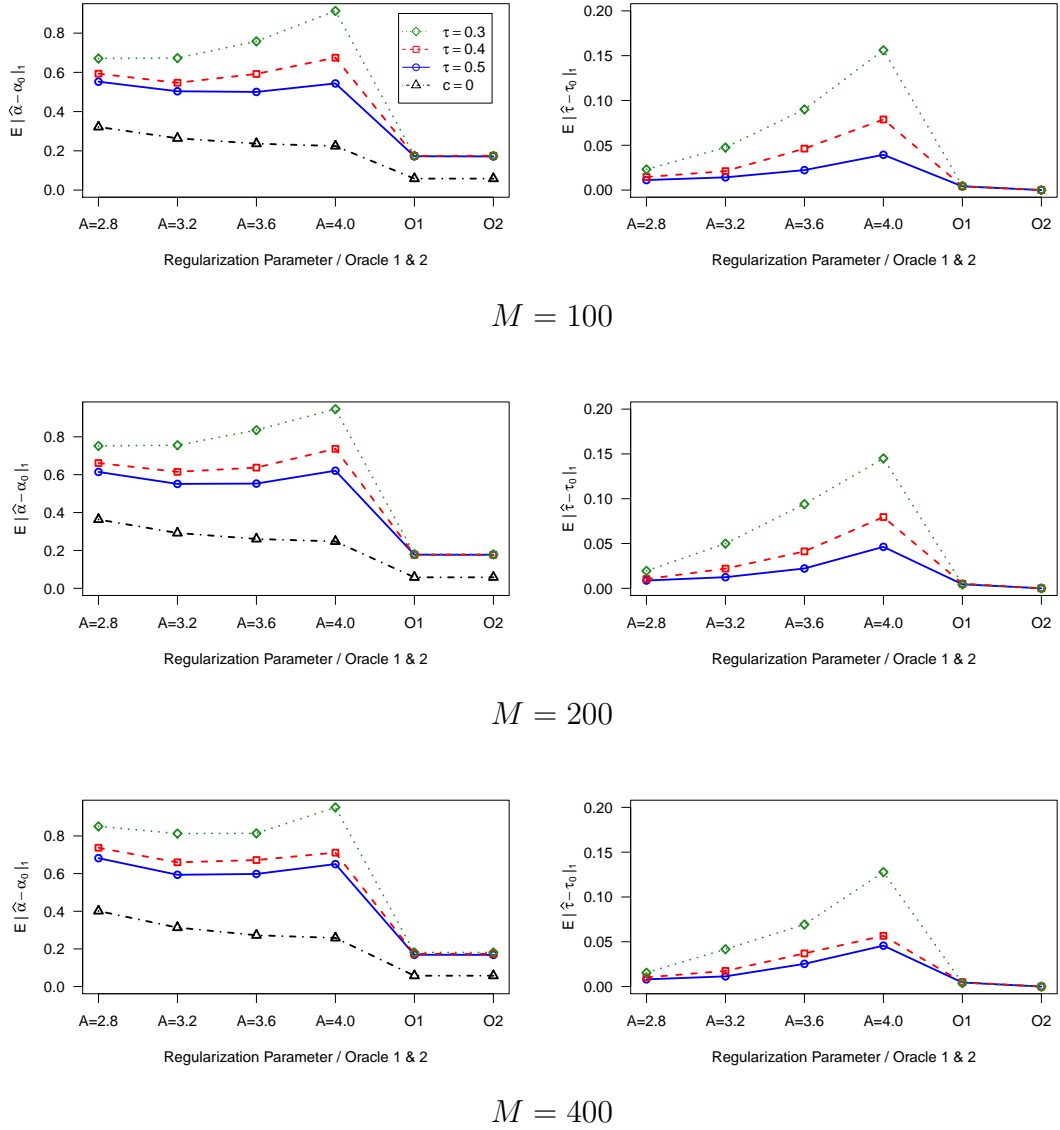 E | α̂ − α₀ |₁
0.8
0.6
0.4
0.2
0.0
τ = 0.3
τ = 0.4
τ = 0.5
c = 0
A=2.8 A=3.2 A=3.6 A=4.0 O1 O2
Regularization Parameter / Oracle 1 & 2
E | τ̂ − τ₀ |₁
0.20
0.15
0.10
0.05
0.00
A=2.8 A=3.2 A=3.6 A=4.0 O1 O2
Regularization Parameter / Oracle 1 & 2
M = 100
E | α̂ − α₀ |₁
0.8
0.6
0.4
0.2
0.0
A=2.8 A=3.2 A=3.6 A=4.0 O1 O2
Regularization Parameter / Oracle 1 & 2
E | τ̂ − τ₀ |₁
0.20
0.15
0.10
0.05
0.00
A=2.8 A=3.2 A=3.6 A=4.0 O1 O2
Regularization Parameter / Oracle 1 & 2
M = 200
E | α̂ − α₀ |₁
0.8
0.6
0.4
0.2
0.0
A=2.8 A=3.2 A=3.6 A=4.0 O1 O2
Regularization Parameter / Oracle 1 & 2
E | τ̂ − τ₀ |₁
0.20
0.15
0.10
0.05
0.00
A=2.8 A=3.2 A=3.6 A=4.0 O1 O2
Regularization Parameter / Oracle 1 & 2
M = 400